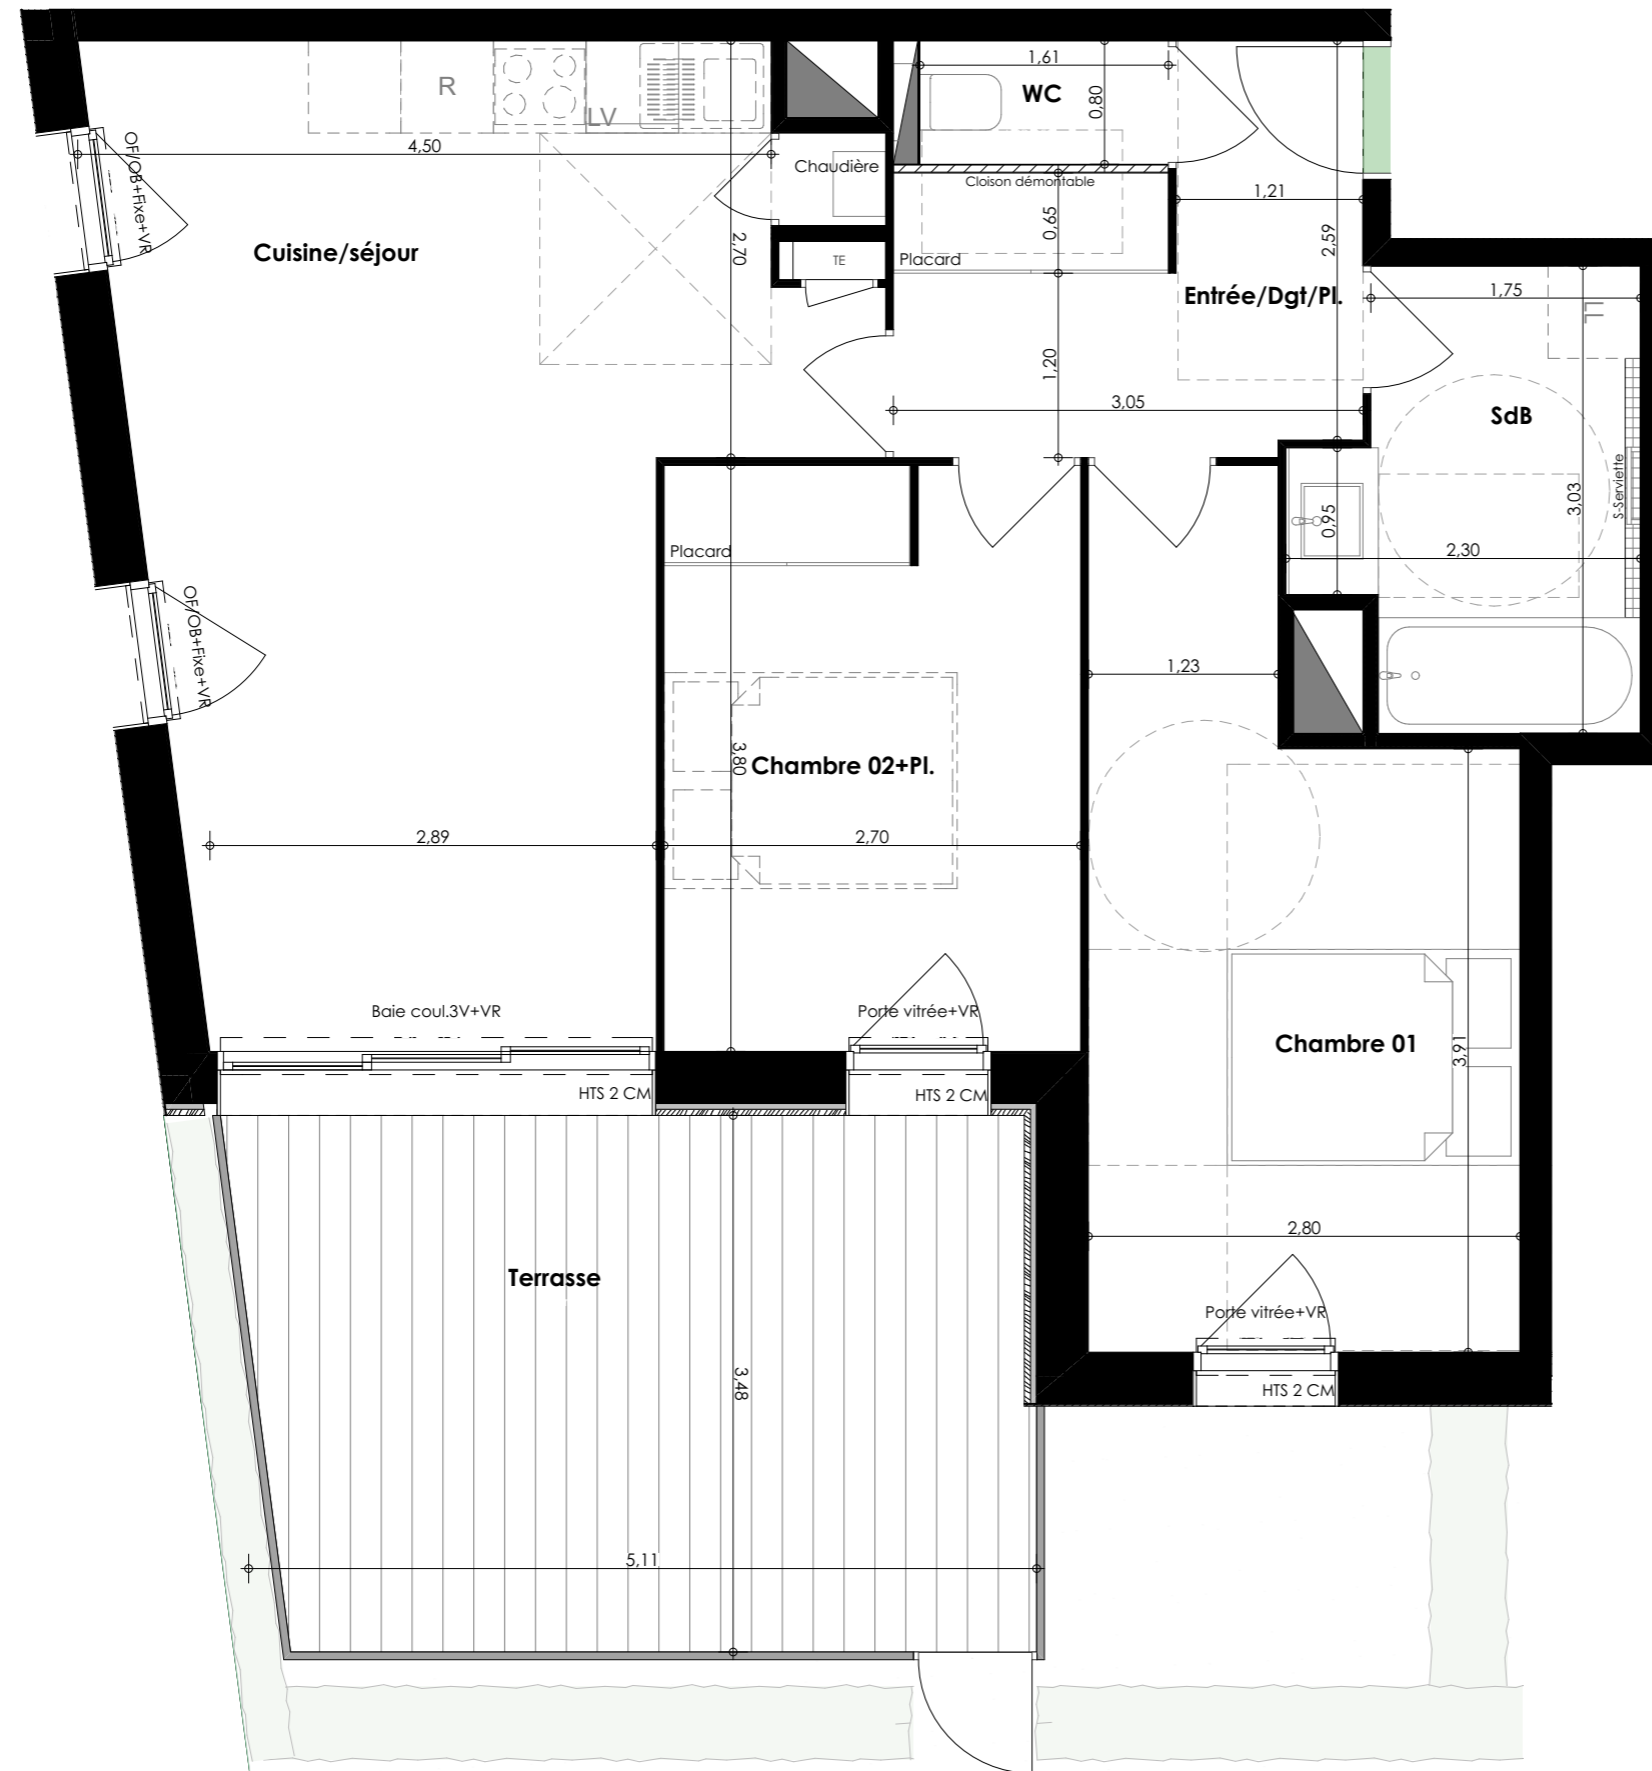 1,61
WC
0,80
R
LV
4,50
Chaudière
Cloison démontable
OF/OB+Fixe+VR
1,21
0,65
2,59
Cuisine/séjour
2,70
TE
Placard
Entrée/Dgt/Pl.
1,75
LL
1,20
3,05
SdB
S-Serviette
3,03
0,95
2,30
Placard
OF/OB+Fixe+VR
1,23
3,80
Chambre 02+Pl.
2,89
2,70
Baie coul.3V+VR
Porte vitrée+VR
Chambre 01
3,91
HTS 2 CM
HTS 2 CM
2,80
Terrasse
Porte vitrée+VR
3,48
HTS 2 CM
5,11